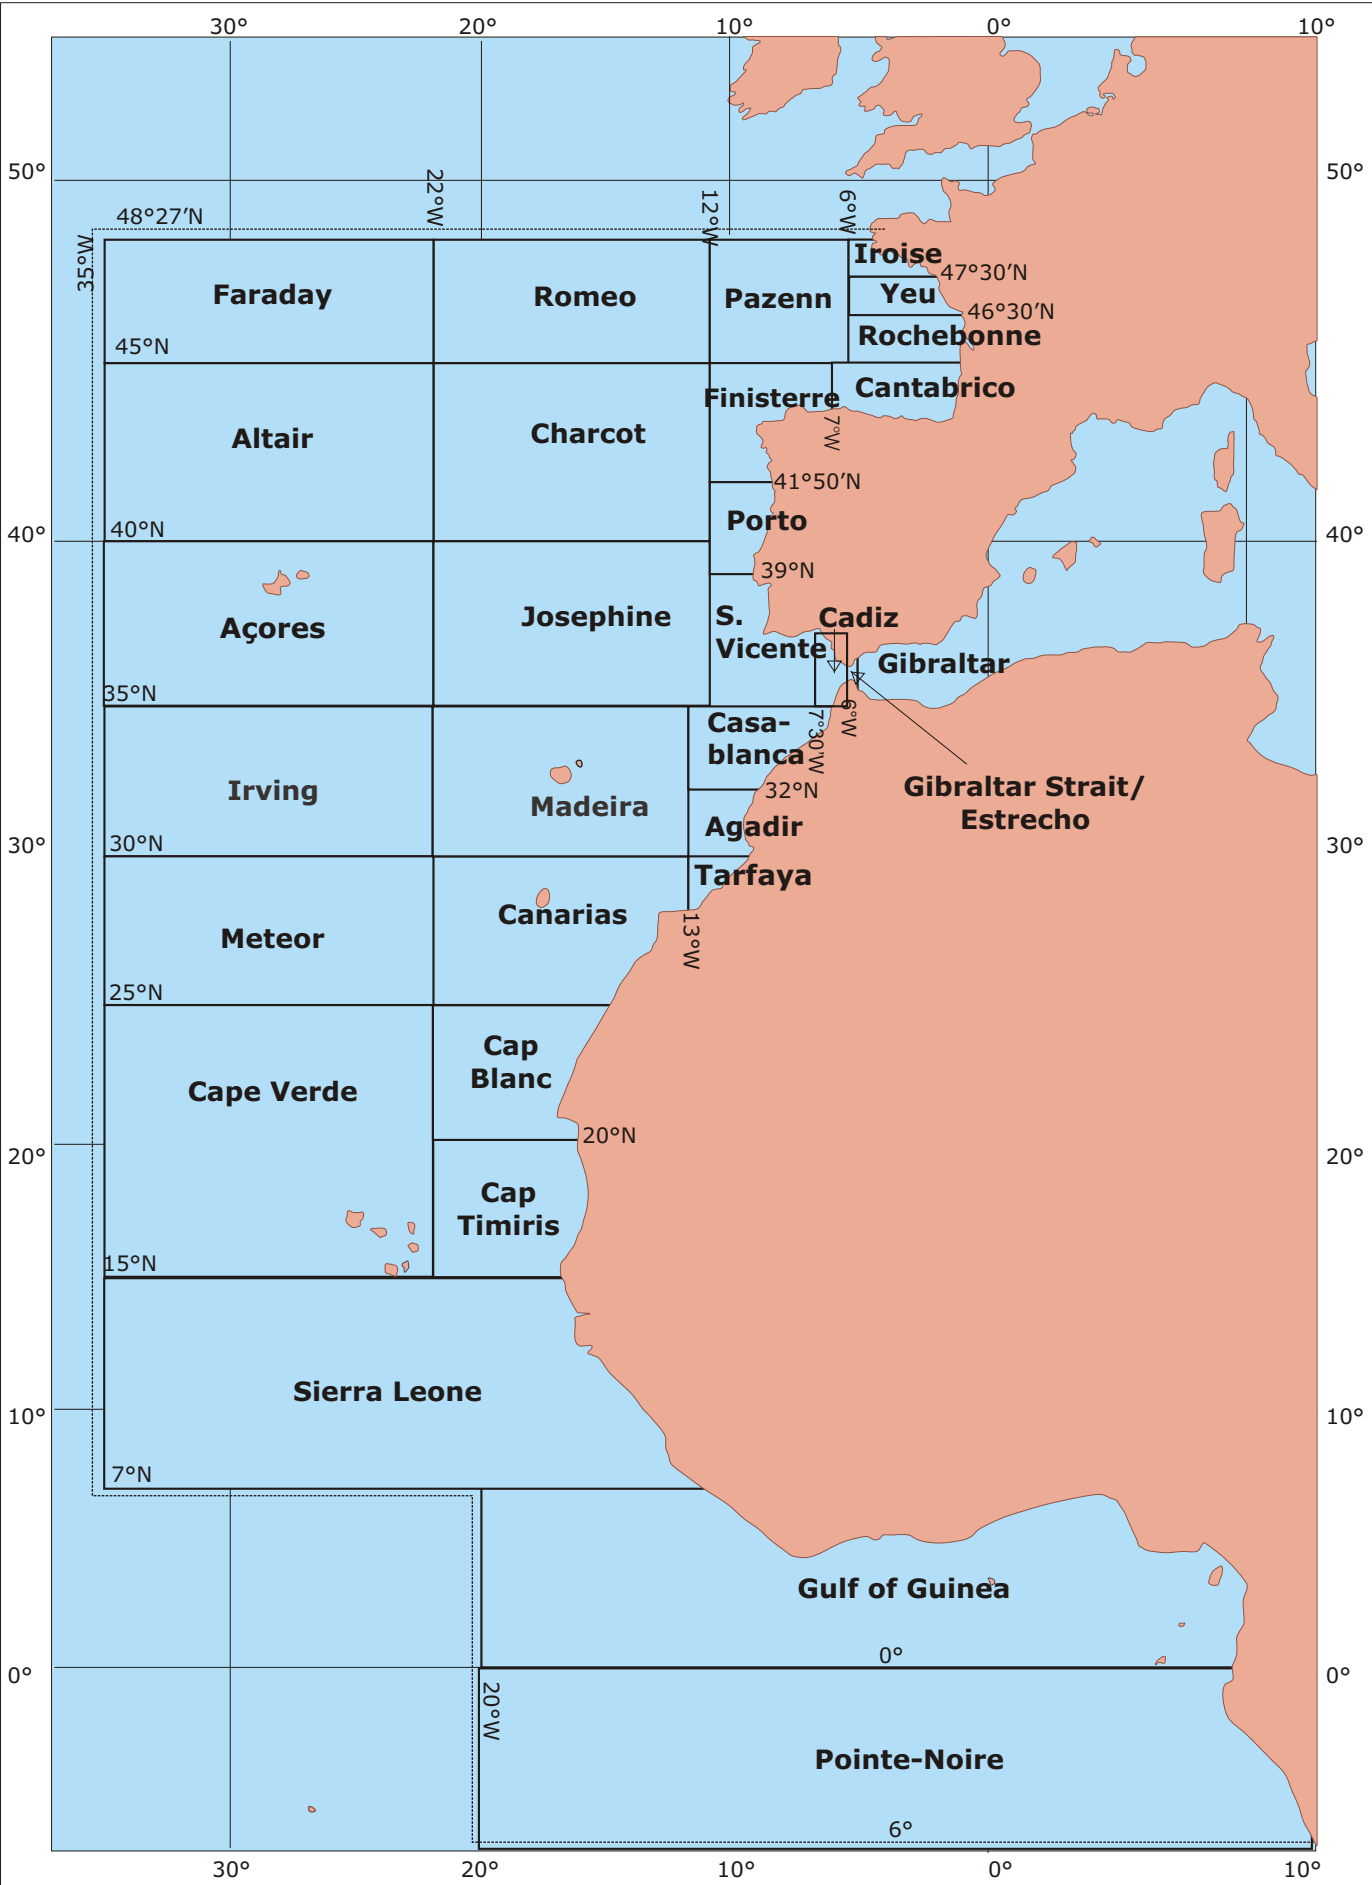 30° 20° 10° 0° 10°
50° 50°
22°W
12°W
6°W
48°27’N
35°W
Iroise
47°30’N
Faraday Romeo Pazenn Yeu
46°30’N
Rochebonne
45°N
Cantabrico
Finisterre
7°W
Altair Charcot
41°50’N
Porto
40° 40°N 40°
39°N
S.
Vicente
Cadiz
Açores Josephine
Gibraltar
35°N
6°W
7°30’W
Casa-
blanca
Gibraltar Strait/
Estrecho
Irving Madeira
32°N
Agadir
30° 30°N 30°
Tarfaya
Canarias
13°W
Meteor
25°N
Cap
Blanc
Cape Verde
20°N
20° 20°
Cap
Timiris
15°N
Sierra Leone
10° 10°
7°N
Gulf of Guinea
0°
0° 0°
20°W
Pointe-Noire
6°
30° 20° 10° 0° 10°